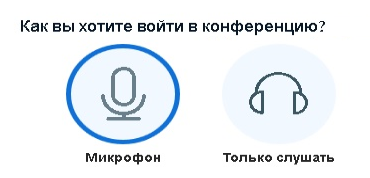 Как вы хотите войти в конференцию?
Микрофон Только слушать